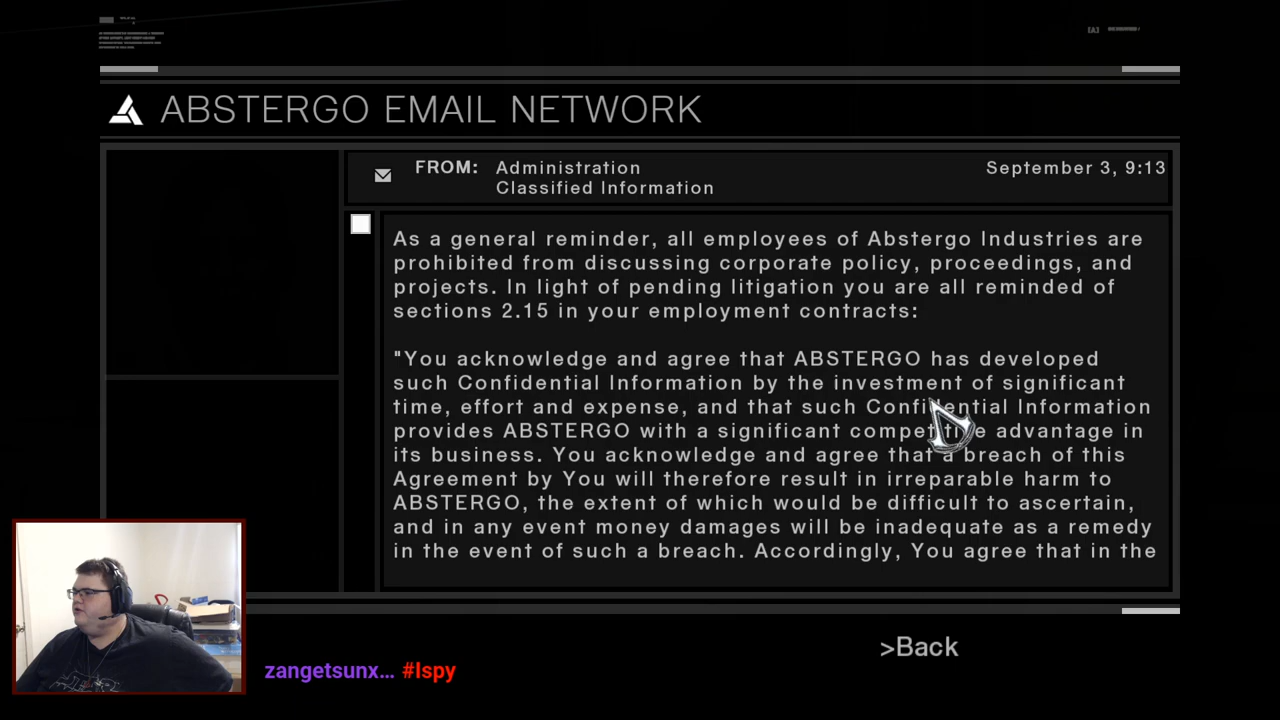 ABSTERGO EMAIL NETWORK
FROM: Administration September 3, 9:13
Classified Information
As a general reminder, all employees of Abstergo Industries are
prohibited from discussing corporate policy, proceedings, and
projects. In light of pending litigation you are all reminded of
sections 2.15 in your employment contracts:
"You acknowledge and agree that ABSTERGO has developed
such Confidential Information by the investment of significant
time, effort and expense, and that such Confidential Information
provides ABSTERGO with a significant competitive advantage in
its business. You acknowledge and agree that a breach of this
Agreement by You will therefore result in irreparable harm to
ABSTERGO, the extent of which would be difficult to ascertain,
and in any event money damages will be inadequate as a remedy
in the event of such a breach. Accordingly, You agree that in the
>Back
zangetsunx... #Ispy